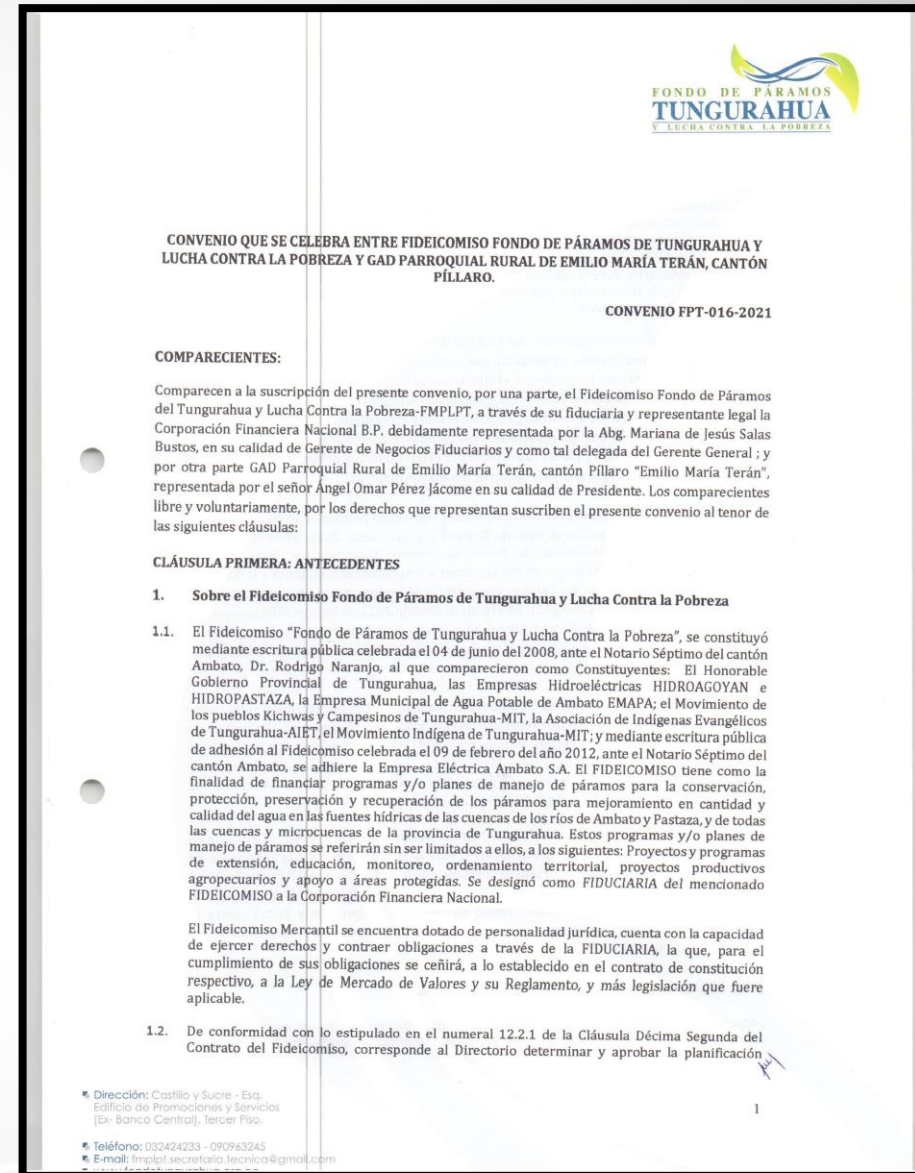 FONDO DE PÁRAMOS
TUNGURAHUA
Y LUCHA CONTRA LA POBREZA
CONVENIO QUE SE CELEBRA ENTRE FIDEICOMISO FONDO DE PÁRAMOS DE TUNGURAHUA Y
LUCHA CONTRA LA POBREZA Y GAD PARROQUIAL RURAL DE EMILIO MARÍA TERÁN, CANTÓN
PÍLLARO.
CONVENIO FPT-016-2021
COMPARECIENTES:
Comparecen a la suscripción del presente convenio, por una parte, el Fideicomiso Fondo de Páramos
del Tungurahua y Lucha Contra la Pobreza-FMPLPT, a través de su fiduciaria y representante legal la
Corporación Financiera Nacional B.P. debidamente representada por la Abg. Mariana de Jesús Salas
Bustos, en su calidad de Gerente de Negocios Fiduciarios y como tal delegada del Gerente General ; y
por otra parte GAD Parroquial Rural de Emilio María Terán, cantón Píllaro "Emilio María Terán",
representada por el señor Ángel Omar Pérez Jácome en su calidad de Presidente. Los comparecientes
libre y voluntariamente, por los derechos que representan suscriben el presente convenio al tenor de
las siguientes cláusulas:
CLÁUSULA PRIMERA: ANTECEDENTES
1. Sobre el Fideicomiso Fondo de Páramos de Tungurahua y Lucha Contra la Pobreza
1.1. El Fideicomiso "Fondo de Páramos de Tungurahua y Lucha Contra la Pobreza", se constituyó
mediante escritura pública celebrada el 04 de junio del 2008, ante el Notario Séptimo del cantón
Ambato, Dr. Rodrigo Naranjo, al que comparecieron como Constituyentes: El Honorable
Gobierno Provincial de Tungurahua, las Empresas Hidroeléctricas HIDROAGOYAN e
HIDROPASTAZA, la Empresa Municipal de Agua Potable de Ambato EMAPA; el Movimiento de
los pueblos Kichwas y Campesinos de Tungurahua-MIT, la Asociación de Indígenas Evangélicos
de Tungurahua-AIET, el Movimiento Indígena de Tungurahua-MIT; y mediante escritura pública
de adhesión al Fideicomiso celebrada el 09 de febrero del año 2012, ante el Notario Séptimo del
cantón Ambato, se adhiere la Empresa Eléctrica Ambato S.A. El FIDEICOMISO tiene como la
finalidad de financiar programas y/o planes de manejo de páramos para la conservación,
protección, preservación y recuperación de los páramos para mejoramiento en cantidad y
calidad del agua en las fuentes hídricas de las cuencas de los ríos de Ambato y Pastaza, y de todas
las cuencas y microcuencas de la provincia de Tungurahua. Estos programas y/o planes de
manejo de páramos se referirán sin ser limitados a ellos, a los siguientes: Proyectos y programas
de extensión, educación, monitoreo, ordenamiento territorial, proyectos productivos
agropecuarios y apoyo a áreas protegidas. Se designó como FIDUCIARIA del mencionado
FIDEICOMISO a la Corporación Financiera Nacional.
El Fideicomiso Mercantil se encuentra dotado de personalidad jurídica, cuenta con la capacidad
de ejercer derechos y contraer obligaciones a través de la FIDUCIARIA, la que, para el
cumplimiento de sus obligaciones se ceñirá, a lo establecido en el contrato de constitución
respectivo, a la Ley de Mercado de Valores y su Reglamento, y más legislación que fuere
aplicable.
1.2. De conformidad con lo estipulado en el numeral 12.2.1 de la Cláusula Décima Segunda del
Contrato del Fideicomiso, corresponde al Directorio determinar y aprobar la planificación
Dirección: Castillo y Sucre - Esq.
Edificio de Promociones y Servicios
(Ex- Banco Central), Tercer Piso.
1
Teléfono: 032424233 - 090963245
E-mail: fmplpt.secretaria.tecnica@gmail.com